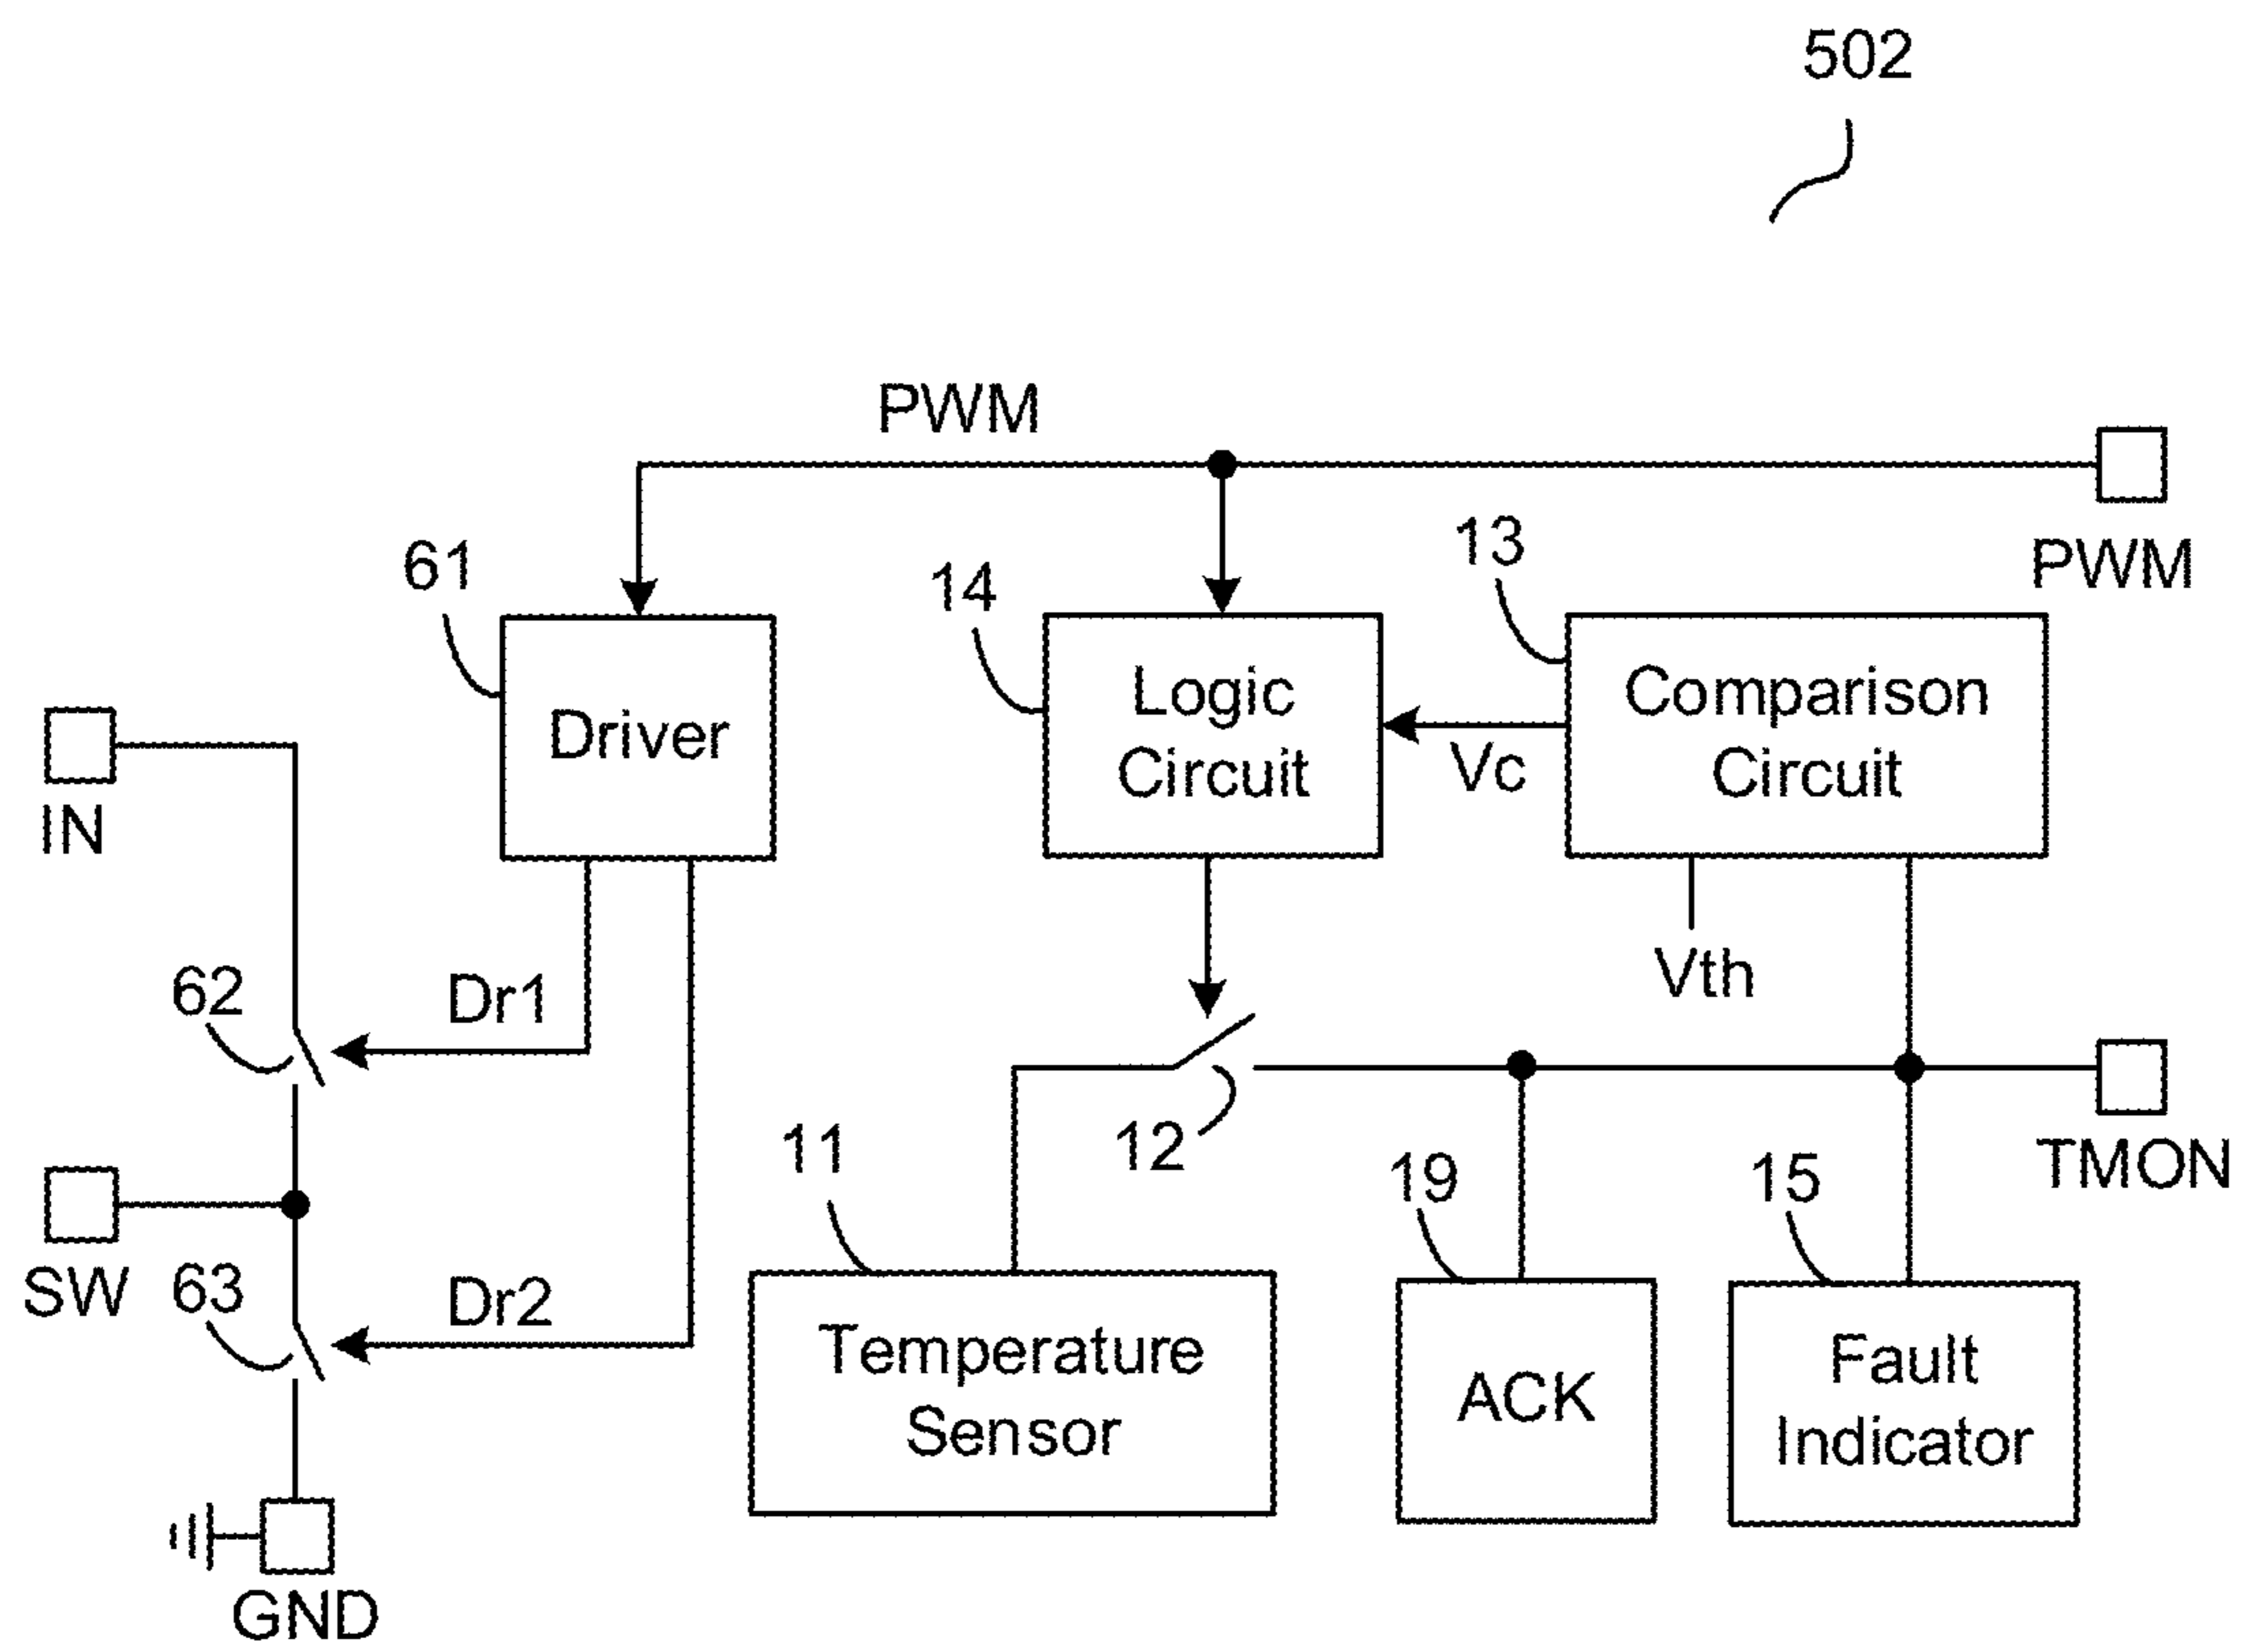 502
PWM
PWM
61
14
13
Driver
Logic
Circuit
Comparison
Circuit
Vc
IN
Vth
62
Dr1
12
TMON
11
19
15
SW
63
Dr2
Temperature
Sensor
ACK
Fault
Indicator
GND